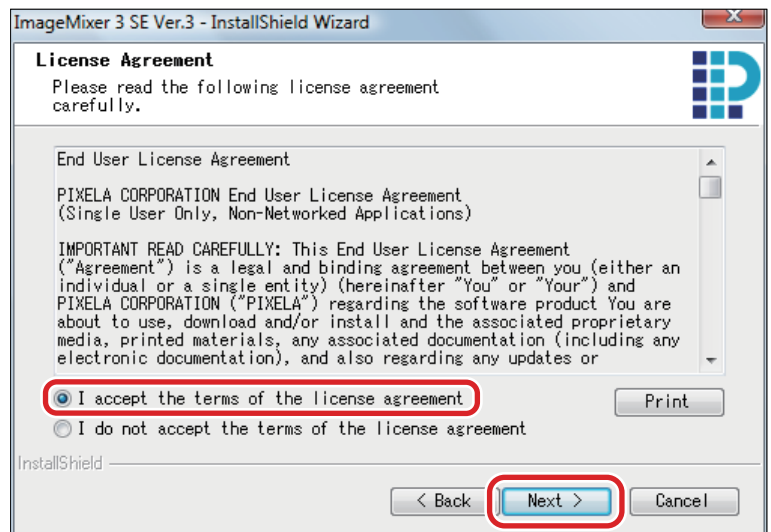 ImageMixer 3 SE Ver.3 - InstallShield Wizard
License Agreement
Please read the following license agreement
carefully.
End User License Agreement
PIXELA CORPORATION End User License Agreement
(Single User Only, Non-Networked Applications)
IMPORTANT READ CAREFULLY: This End User License Agreement
("Agreement") is a legal and binding agreement between you (either an
individual or a single entity) (hereinafter "You" or "Your") and
PIXELA CORPORATION ("PIXELA") regarding the software product You are
about to use, download and/or install and the associated proprietary
media, printed materials, any associated documentation (including any
electronic documentation), and also regarding any updates or
I accept the terms of the license agreement
Print
I do not accept the terms of the license agreement
InstallShield
< Back Next > Cancel